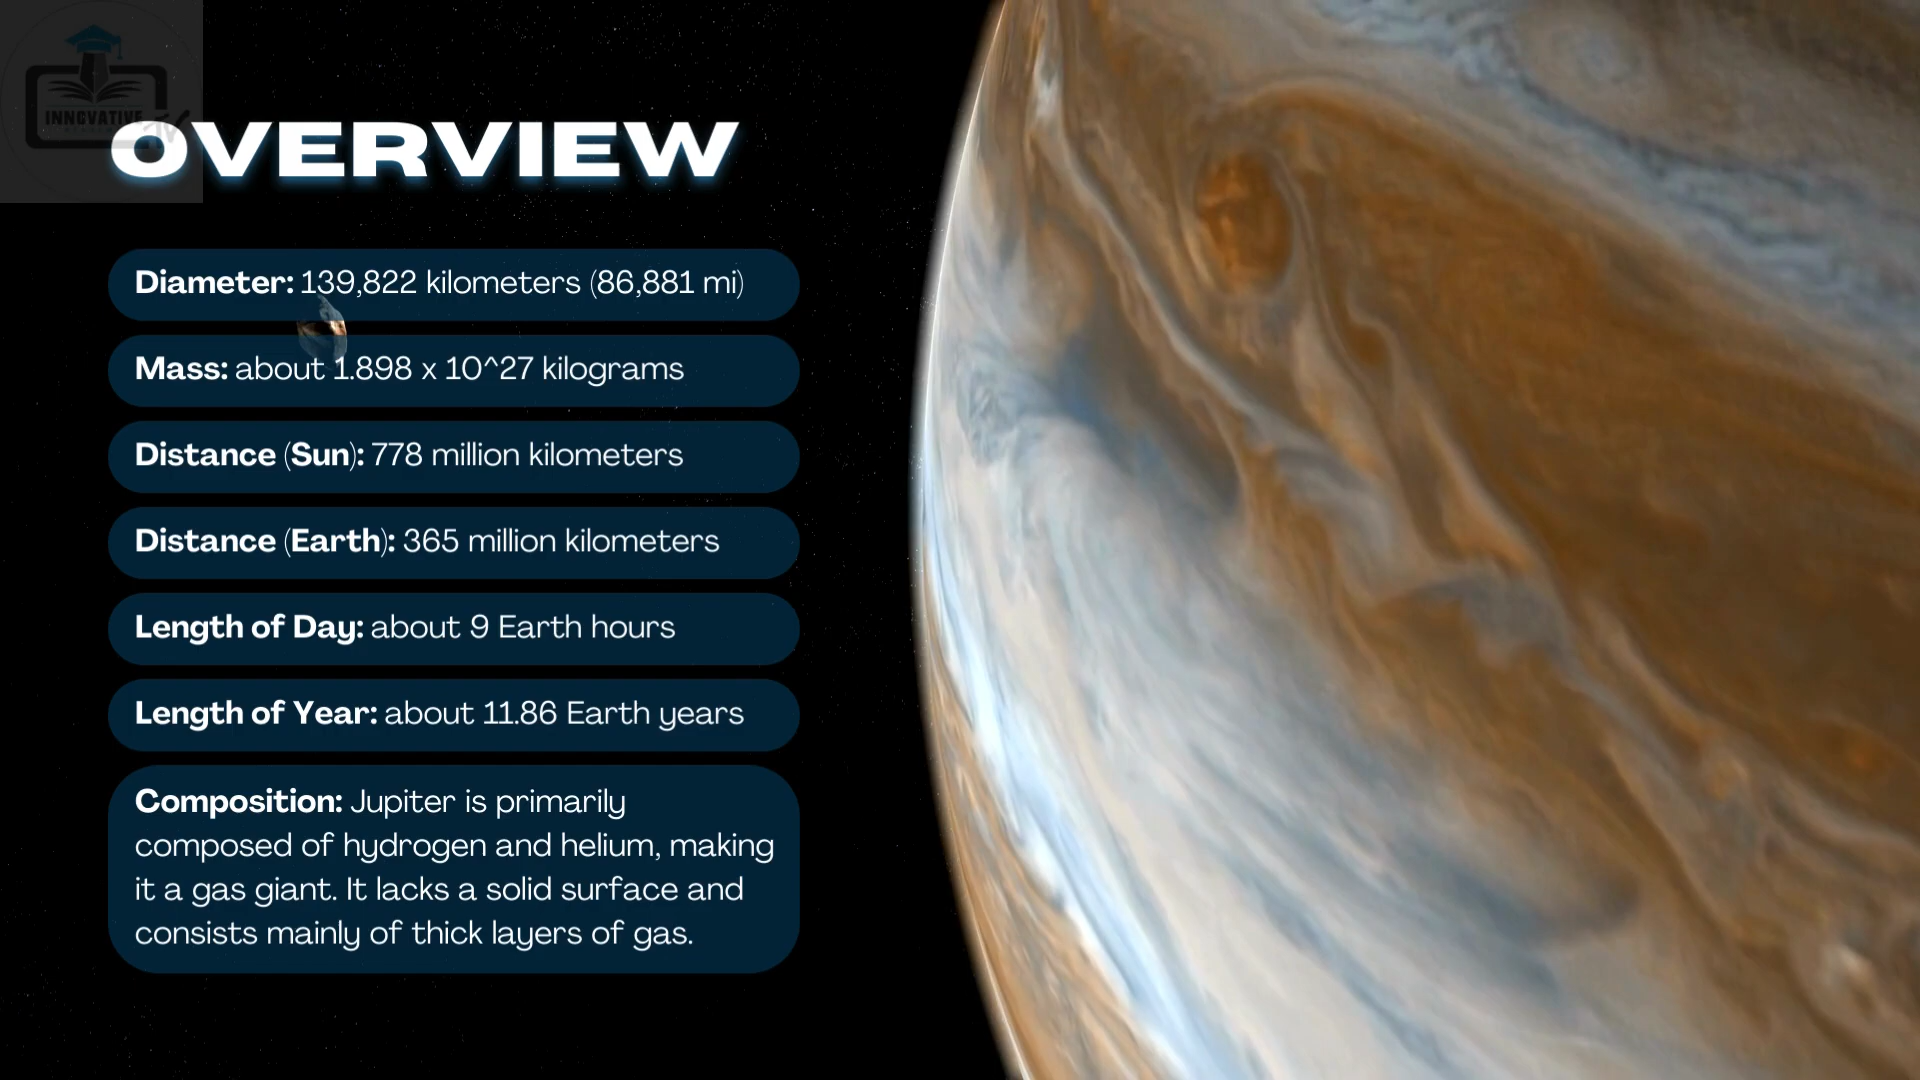 INNOVATIVE
OVERVIEW
Diameter: 139,822 kilometers (86,881 mi)
Mass: about 1.898 x 10^27 kilograms
Distance (Sun): 778 million kilometers
Distance (Earth): 365 million kilometers
Length of Day: about 9 Earth hours
Length of Year: about 11.86 Earth years
Composition: Jupiter is primarily
composed of hydrogen and helium, making
it a gas giant. It lacks a solid surface and
consists mainly of thick layers of gas.